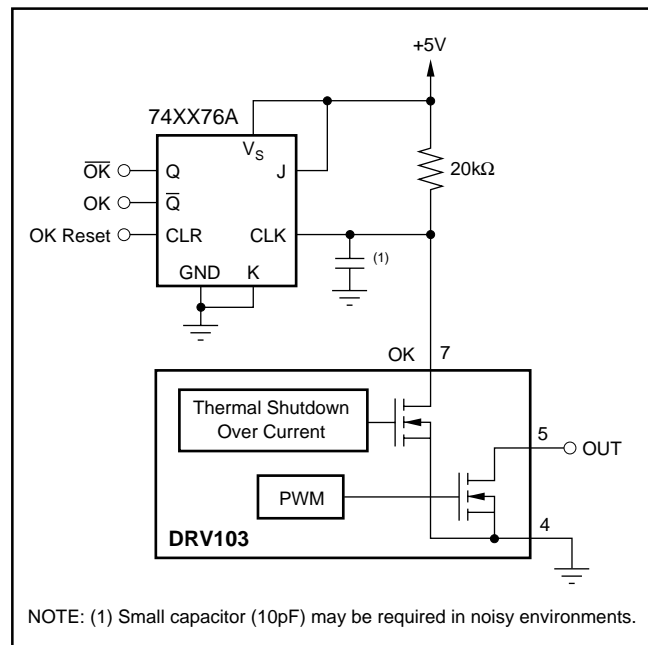 +5V
74XX76A
V_S
J
20kΩ
O̅K̅ Q
OK Q̅
OK Reset CLR CLK
(1)
GND K
OK 7
Thermal Shutdown
Over Current
5
OUT
PWM
4
DRV103
NOTE: (1) Small capacitor (10pF) may be required in noisy environments.